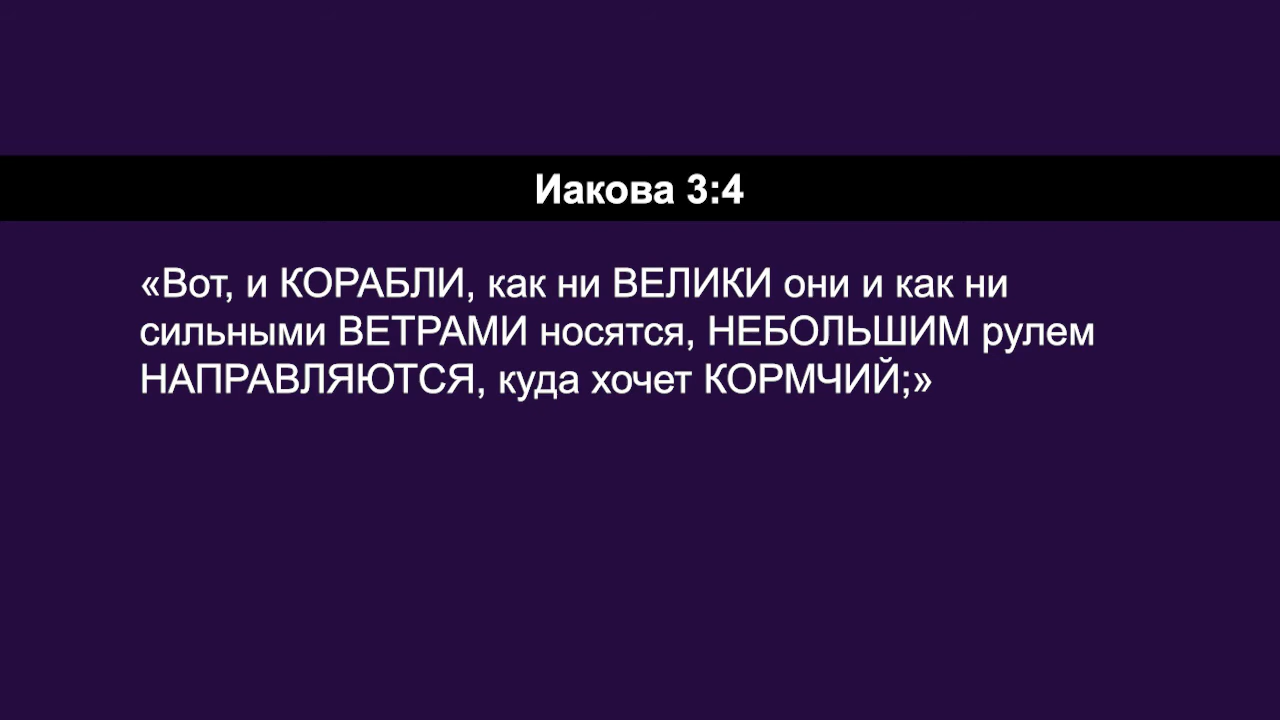 Иакова 3:4
«Вот, и КОРАБЛИ, как ни ВЕЛИКИ они и как ни
сильными ВЕТРАМИ носятся, НЕБОЛЬШИМ рулем
НАПРАВЛЯЮТСЯ, куда хочет КОРМЧИЙ;»